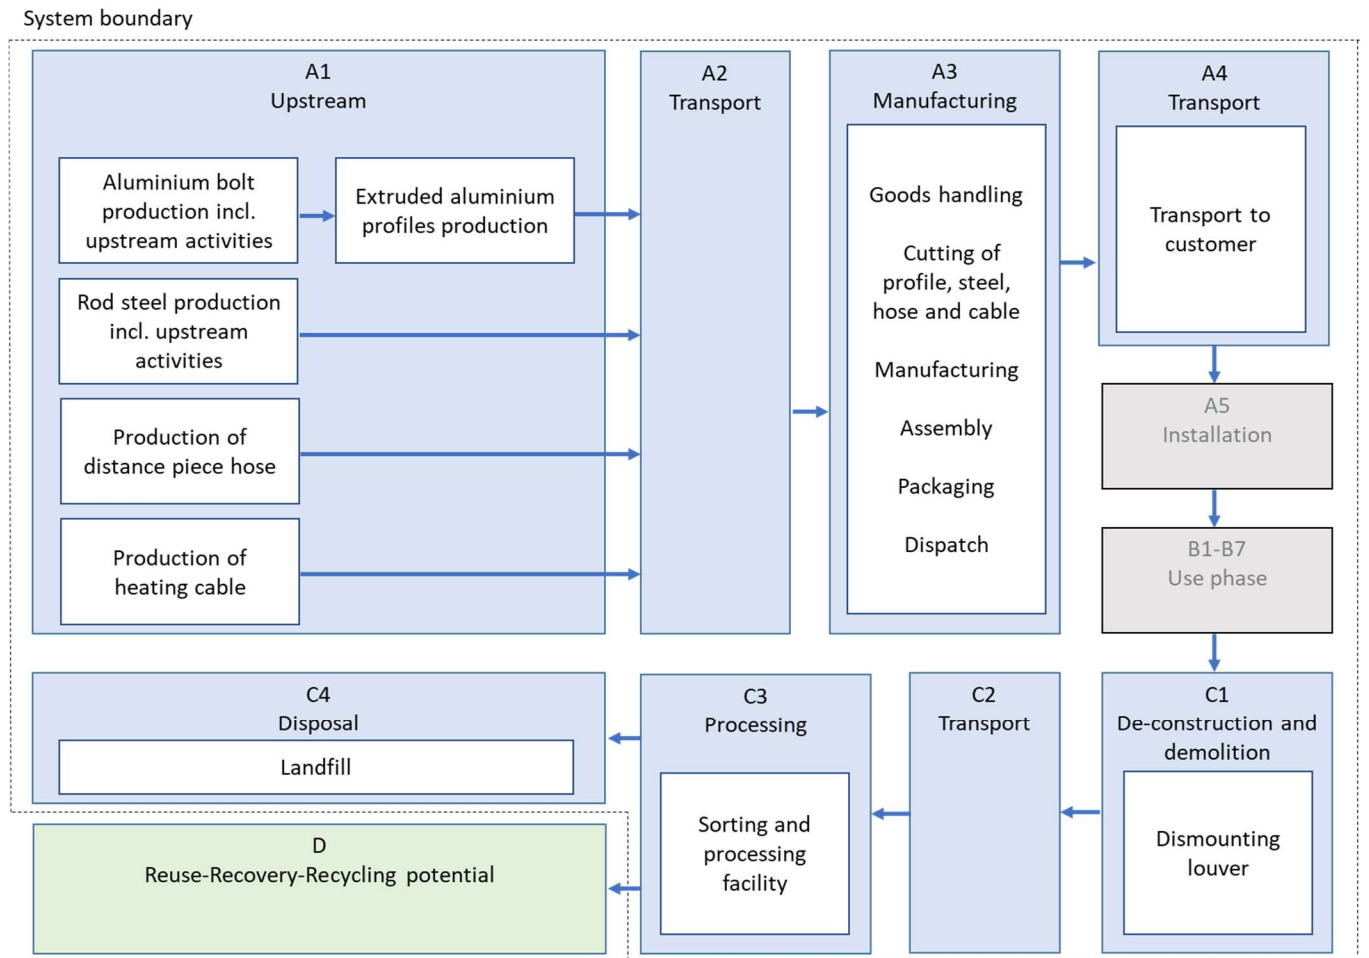 System boundary
A1
Upstream
Aluminium bolt
production incl.
upstream activities
Extruded aluminium
profiles production
Rod steel production
incl. upstream
activities
Production of
distance piece hose
Production of
heating cable
A2
Transport
A3
Manufacturing
Goods handling
Cutting of
profile, steel,
hose and cable
Manufacturing
Assembly
Packaging
Dispatch
A4
Transport
Transport to
customer
A5
Installation
B1-B7
Use phase
C1
De-construction and
demolition
Dismounting
louver
C2
Transport
C3
Processing
Sorting and
processing
facility
C4
Disposal
Landfill
D
Reuse-Recovery-Recycling potential